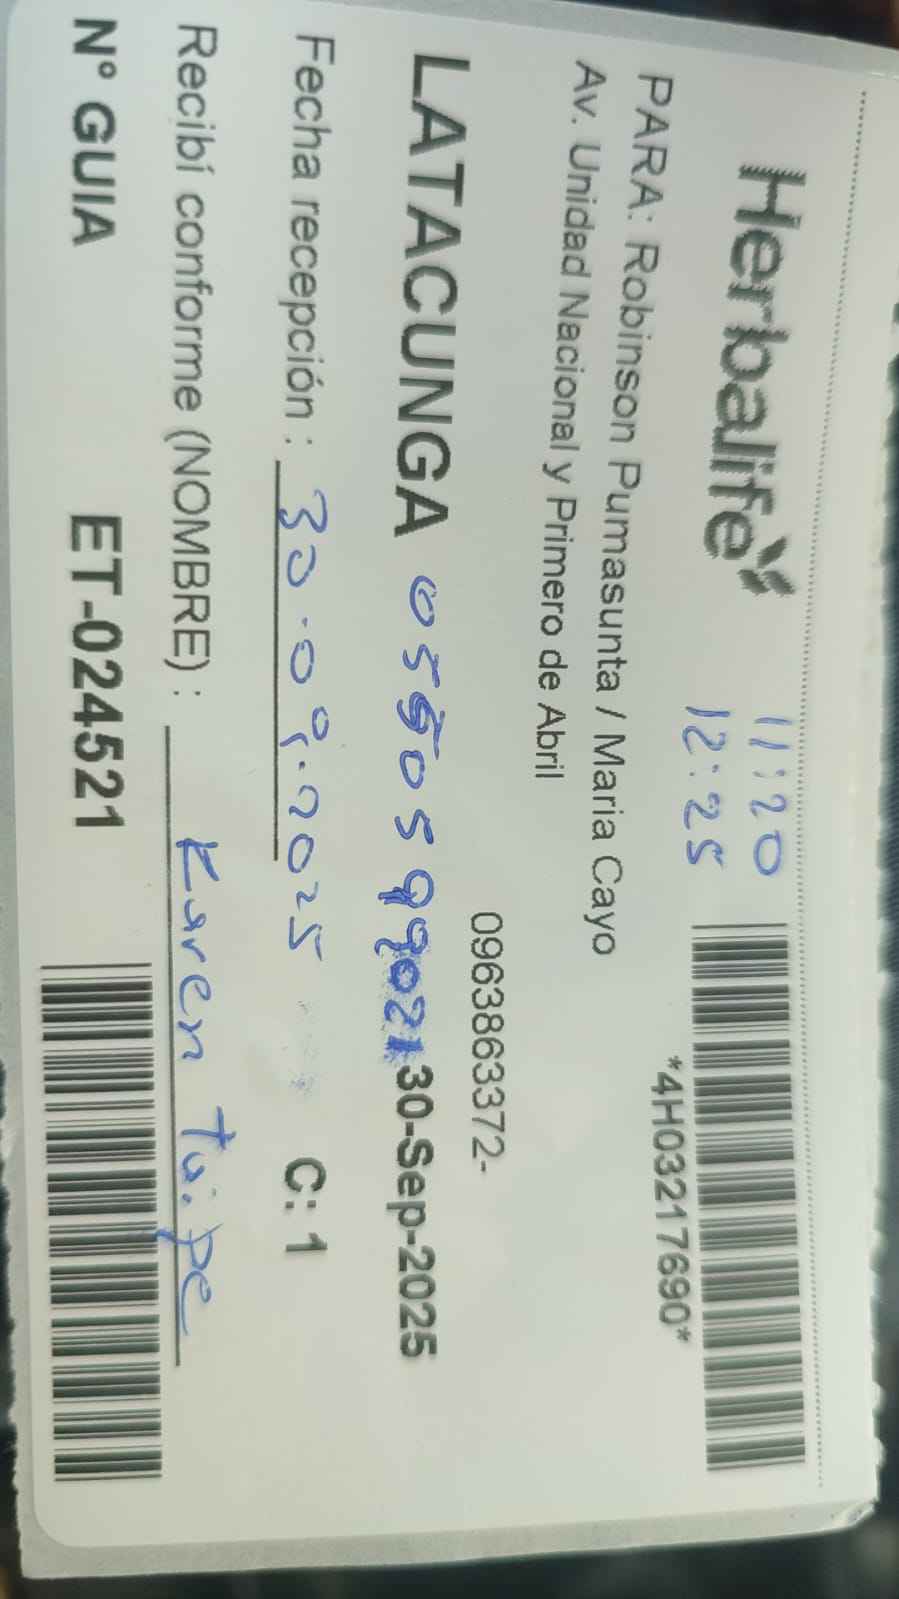 Herbalife
11:20
12:25
*4H03217690*
PARA: Robinson Pumasunta / Maria Cayo
Av. Unidad Nacional y Primero de Abril
0963863372-
LATACUNGA 30-Sep-2025
Fecha recepción : 30.09.2025 C: 1
Recibí conforme (NOMBRE) : Karen taipe
N° GUIA ET-024521